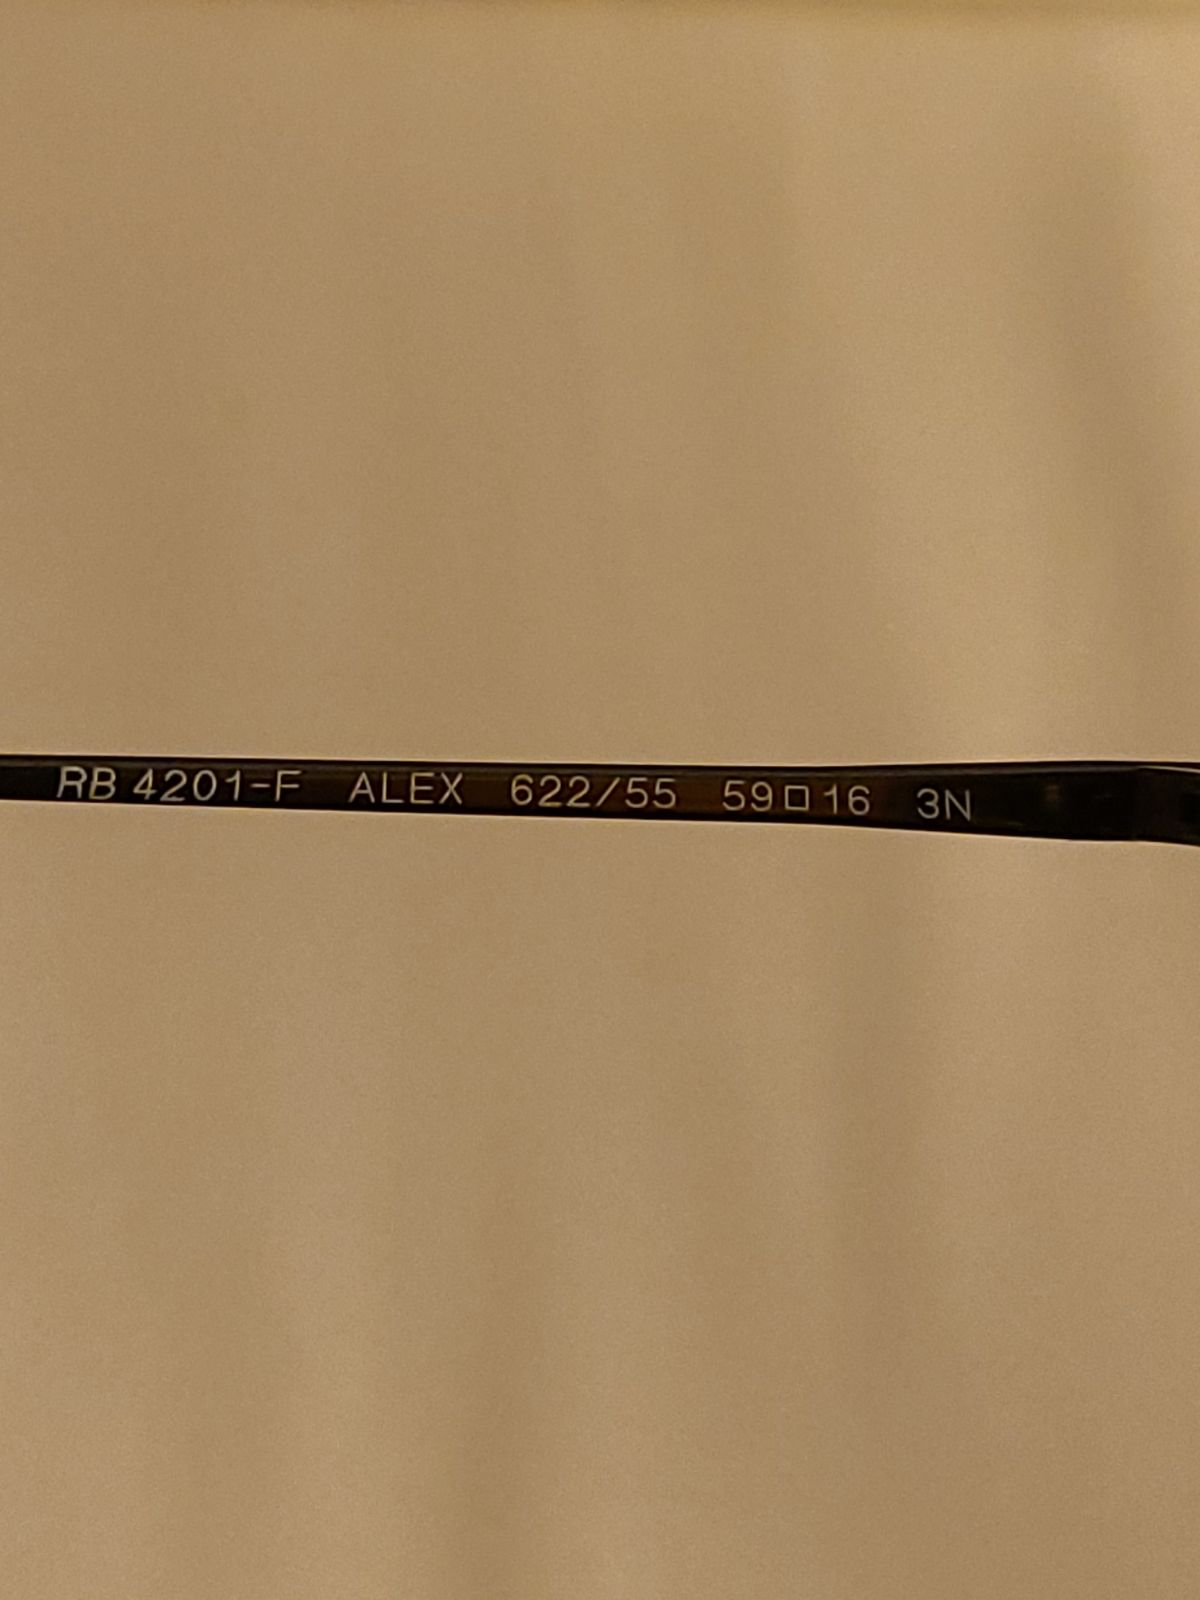 RB 4201-F ALEX 622/55 59□16 3N